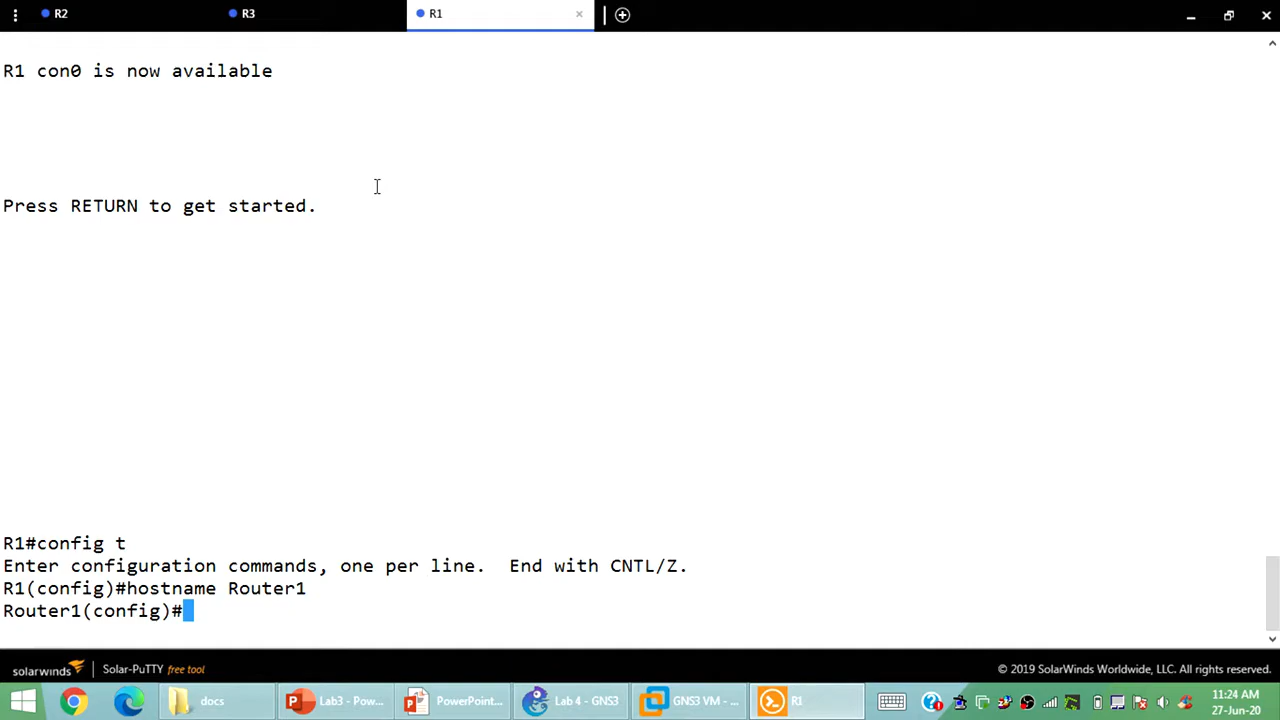 R2
R3
R1
R1 con0 is now available
Press RETURN to get started.
R1#config t
Enter configuration commands, one per line.  End with CNTL/Z.
R1(config)#hostname Router1
Router1(config)#
solarwinds Solar-PuTTY free tool © 2019 SolarWinds Worldwide, LLC. All rights reserved.
docs
Lab3 - Pow...
PowerPoint...
Lab 4 - GNS3
GNS3 VM - ...
R1
11:24 AM
27-Jun-20